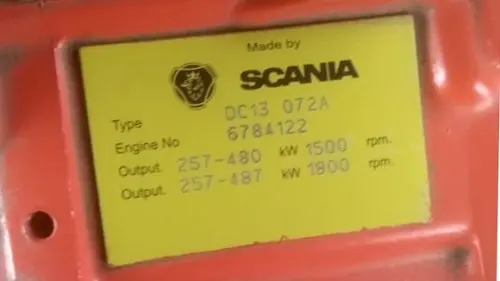 Made by
SCANIA
Type DC13 072A
Engine No 6784122
Output. 257-480 kW 1500 rpm.
Output. 257-487 kW 1800 rpm.